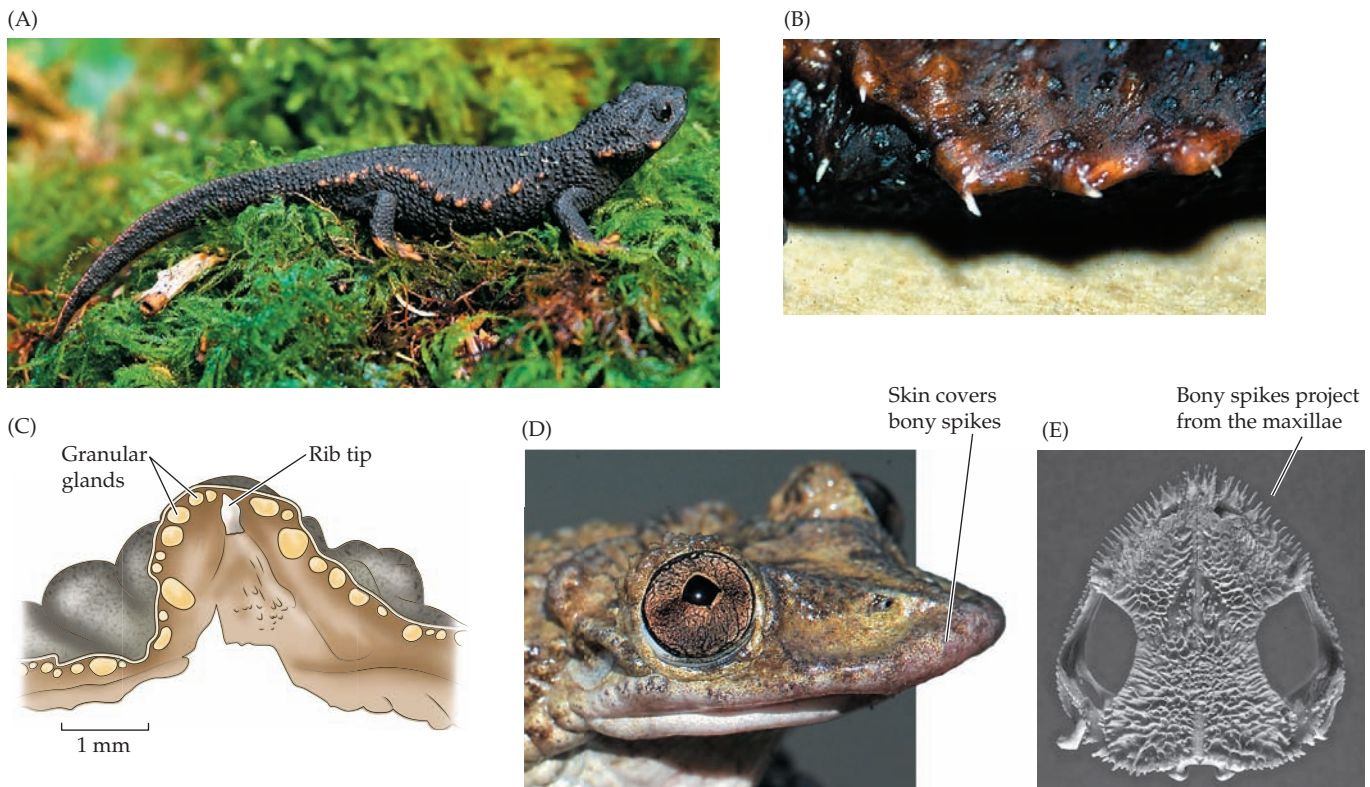 (A)
(B)
(C)
Granular
glands
Rib tip
1 mm
(D)
Skin covers
bony spikes
(E)
Bony spikes project
from the maxillae